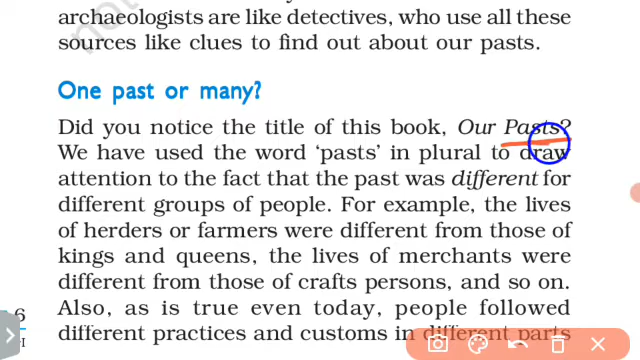 archaeologists are like detectives, who use all these
sources like clues to find out about our pasts.
One past or many?
Did you notice the title of this book, Our Pasts?
We have used the word ‘pasts’ in plural to draw
attention to the fact that the past was different for
different groups of people. For example, the lives
of herders or farmers were different from those of
kings and queens, the lives of merchants were
different from those of crafts persons, and so on.
Also, as is true even today, people followed
6
different practices and customs in different parts